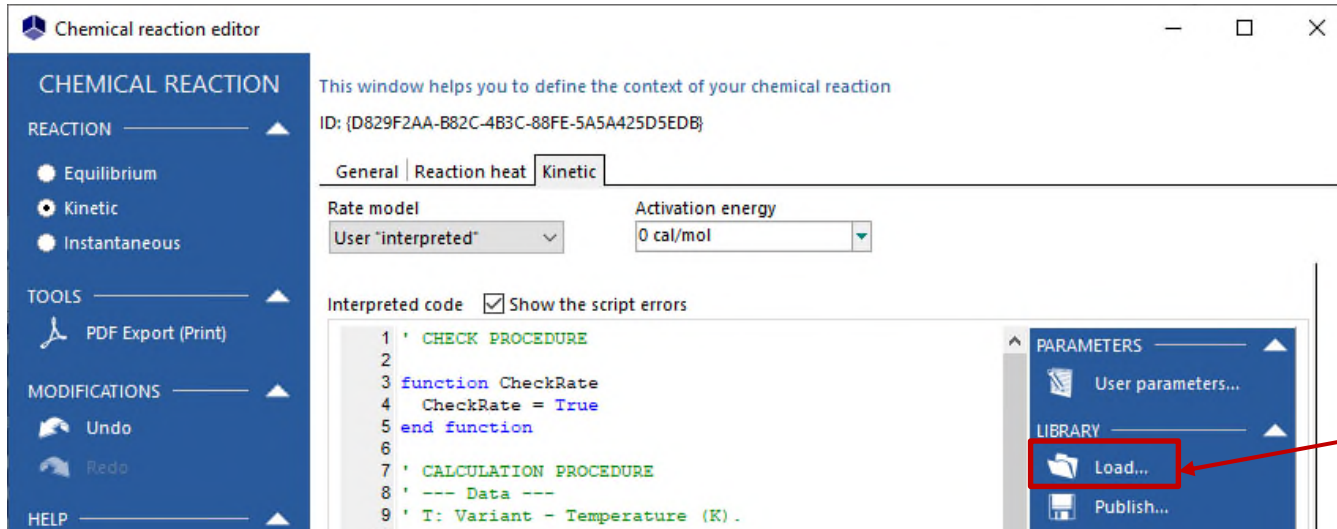 Chemical reaction editor
CHEMICAL REACTION
REACTION
Equilibrium
Kinetic
Instantaneous
TOOLS
PDF Export (Print)
MODIFICATIONS
Undo
Redo
HELP
This window helps you to define the context of your chemical reaction
ID: {D829F2AA-B82C-4B3C-88FE-5A5A425D5EDB}
General Reaction heat Kinetic
Rate model Activation energy
User "interpreted" 0 cal/mol
Interpreted code Show the script errors
1 ' CHECK PROCEDURE
2
3 function CheckRate
4 CheckRate = True
5 end function
6
7 ' CALCULATION PROCEDURE
8 ' --- Data ---
9 ' T: Variant - Temperature (K).
PARAMETERS
User parameters...
LIBRARY
Load...
Publish...